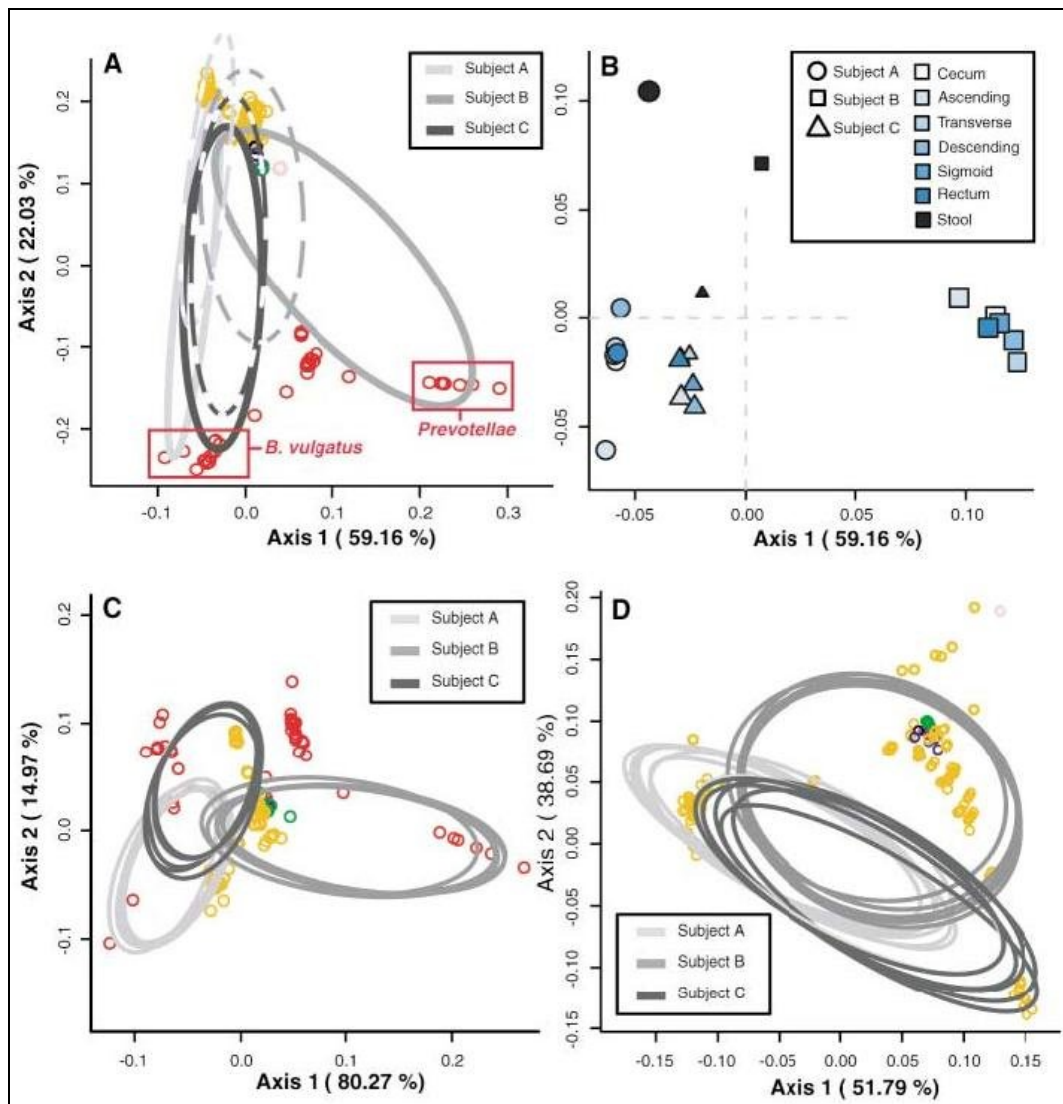 A
Subject A
Subject B
Subject C
Axis 2 ( 22.03 %)
0.2
0.1
0.0
-0.1
-0.2
B. vulgatus
Prevotellae
-0.1
0.0
0.1
0.2
0.3
Axis 1 ( 59.16 %)
B
Subject A
Subject B
Subject C
Cecum
Ascending
Transverse
Descending
Sigmoid
Rectum
Stool
0.10
0.05
0.00
-0.05
-0.05
0.00
0.05
0.10
Axis 1 ( 59.16 %)
C
Subject A
Subject B
Subject C
Axis 2 ( 14.97 %)
0.2
0.1
0.0
-0.1
-0.1
0.0
0.1
0.2
Axis 1 ( 80.27 %)
D
Axis 2 ( 38.69 %)
0.20
0.15
0.10
0.05
0.00
-0.05
-0.10
-0.15
Subject A
Subject B
Subject C
-0.15
-0.10
-0.05
0.00
0.05
0.10
0.15
Axis 1 ( 51.79 %)